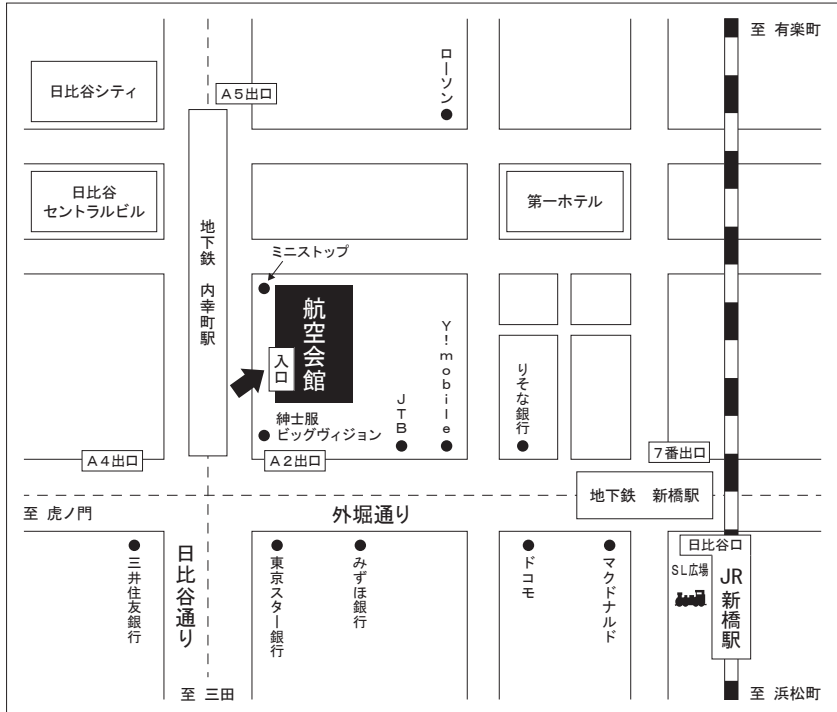 至 有楽町
日比谷シティ
A5出口
ローソン
日比谷
セントラルビル
第一ホテル
地下鉄 内幸町駅
ミニストップ
航空会館
入口
Y!mobile
JTB
りそな銀行
紳士服
ビッグヴィジョン
A4出口
A2出口
7番出口
地下鉄 新橋駅
至 虎ノ門
外堀通り
日比谷口
三井住友銀行
日比谷通り
東京スター銀行
みずほ銀行
ドコモ
マクドナルド
SL広場
JR
新橋駅
至 三田
至 浜松町